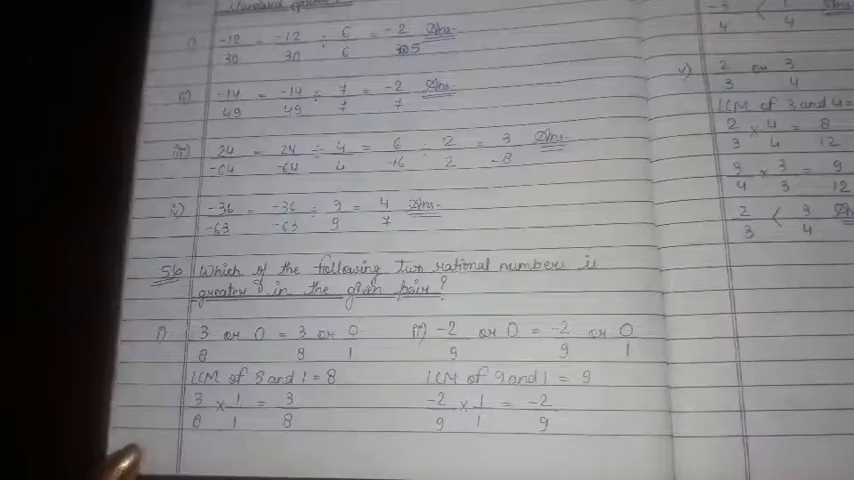 Standard form
i) -12/30 = -12/30 ÷ 6/6 = -2/5 Ans.
ii) -14/49 = -14/49 ÷ 7/7 = -2/7 Ans.
iii) 24/-64 = 24/-64 ÷ 4/4 = 6/-16 ÷ 2/2 = 3/-8 Ans.
iv) -36/-63 = -36/-63 ÷ 9/9 = 4/7 Ans.
56 Which of the following two rational numbers is
greater in the given pair?
i) 3/8 or 0 = 3/8 or 0/1
LCM of 8 and 1 = 8
3/8 × 1/1 = 3/8
ii) -2/9 or 0 = -2/9 or 0/1
LCM of 9 and 1 = 9
-2/9 × 1/1 = -2/9
v) 2/3 or 3/4
LCM of 3 and 4 =
2/3 × 4/4 = 8/12
3/4 × 3/3 = 9/12
2/3 < 3/4